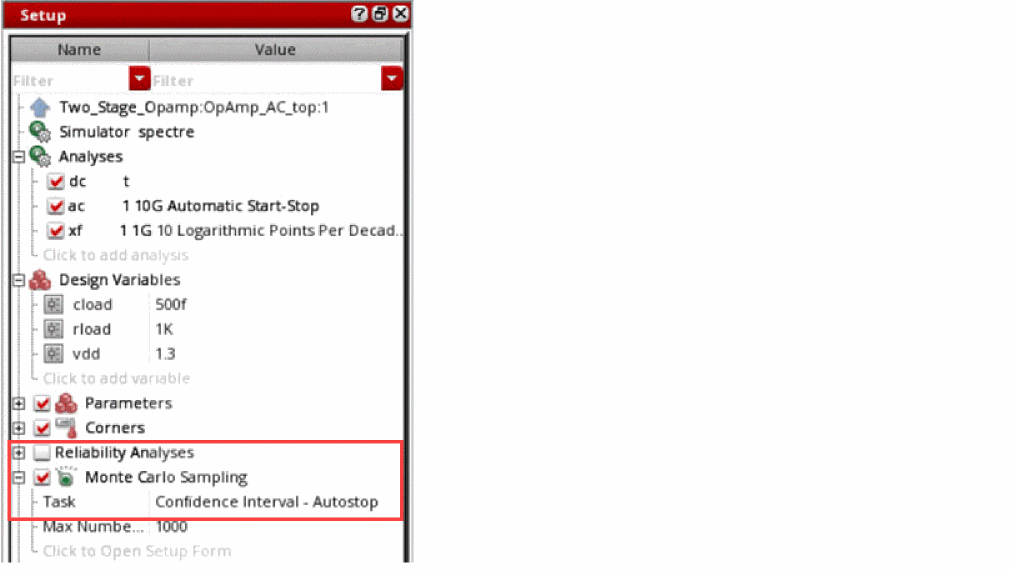 Setup
Name Value
Filter Filter
Two_Stage_Opamp:OpAmp_AC_top:1
Simulator spectre
Analyses
dc t
ac 1 10G Automatic Start-Stop
xf 1 1G 10 Logarithmic Points Per Decad..
Click to add analysis
Design Variables
cload 500f
rload 1K
vdd 1.3
Click to add variable
Parameters
Corners
Reliability Analyses
Monte Carlo Sampling
Task Confidence Interval - Autostop
Max Numbe... 1000
Click to Open Setup Form